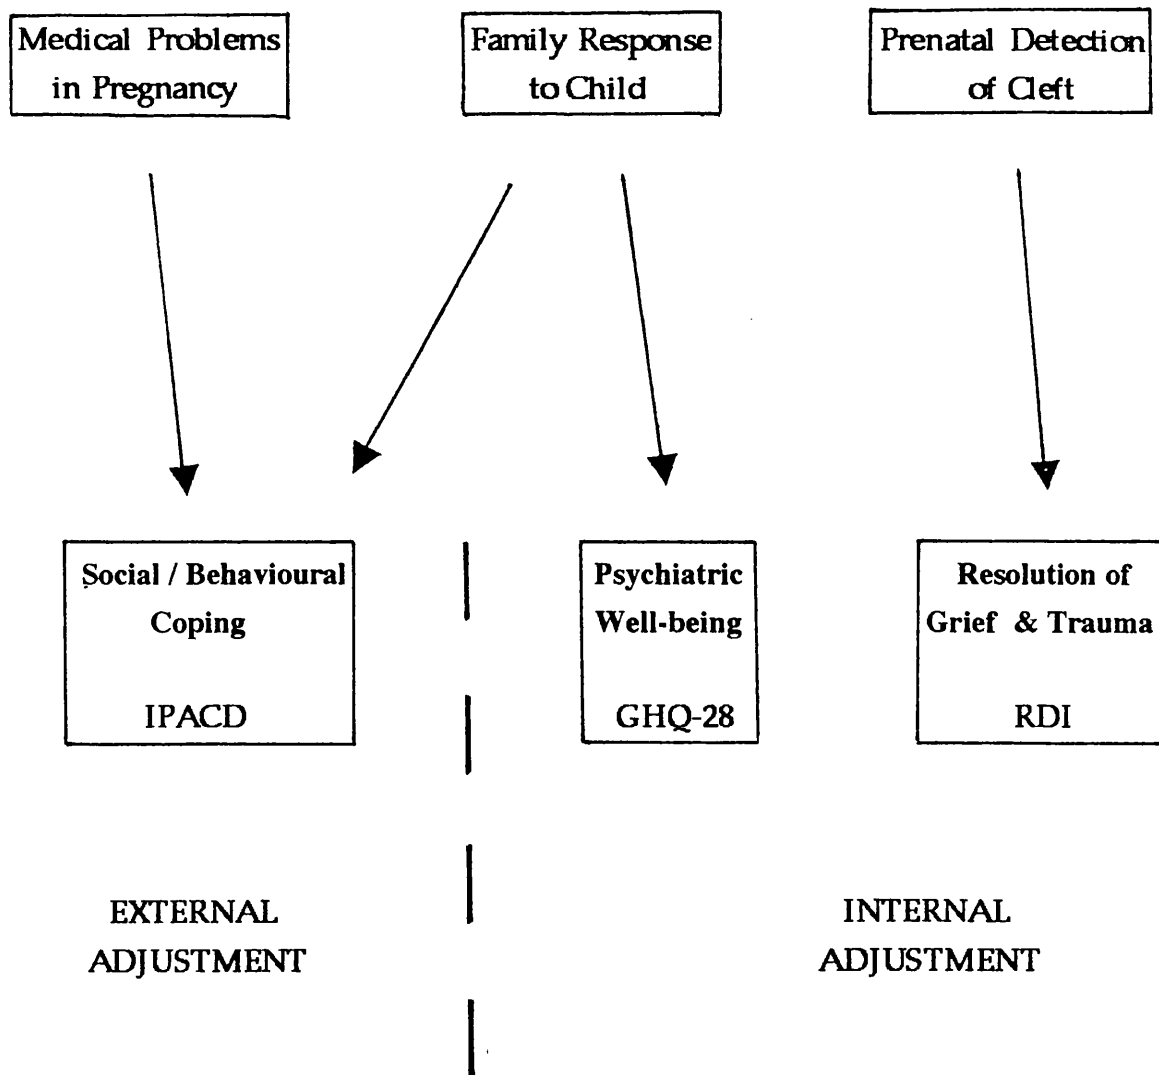 Medical Problems
in Pregnancy
Family Response
to Child
Prenatal Detection
of Cleft
Social / Behavioural
Coping
IPACD
Psychiatric
Well-being
GHQ-28
Resolution of
Grief & Trauma
RDI
EXTERNAL
ADJUSTMENT
INTERNAL
ADJUSTMENT